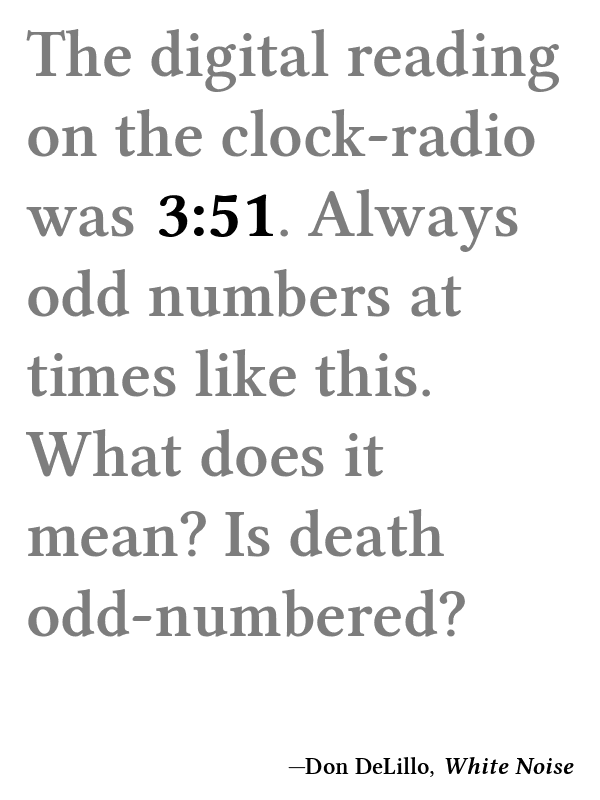 The digital reading
on the clock-radio
was 3:51. Always
odd numbers at
times like this.
What does it
mean? Is death
odd-numbered?
—Don DeLillo, White Noise